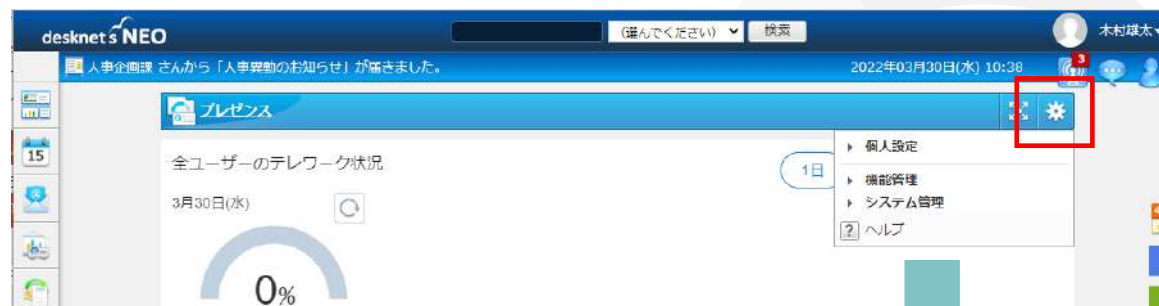 desknet's NEO
(選んでください) 検索 木村雄太
人事企画課 さんから「人事異動のお知らせ」が届きました。 2022年03月30日(水) 10:38 3
プレゼンス
15
全ユーザーのテレワーク状況
1日
3月30日(水)
0%
個人設定
機能管理
システム管理
? ヘルプ